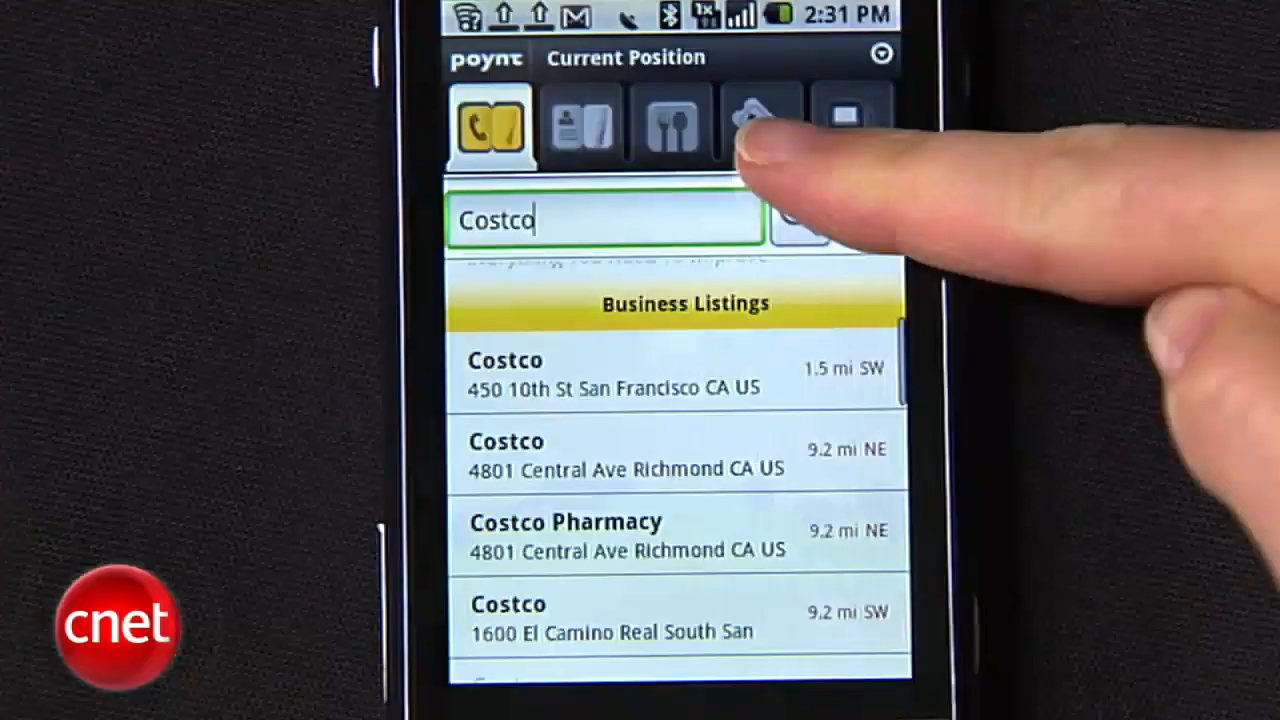 1x
2:31 PM
poynt
Current Position
Costco
Business Listings
Costco
1.5 mi SW
450 10th St San Francisco CA US
Costco
9.2 mi NE
4801 Central Ave Richmond CA US
Costco Pharmacy
9.2 mi NE
4801 Central Ave Richmond CA US
Costco
9.2 mi SW
1600 El Camino Real South San
cnet